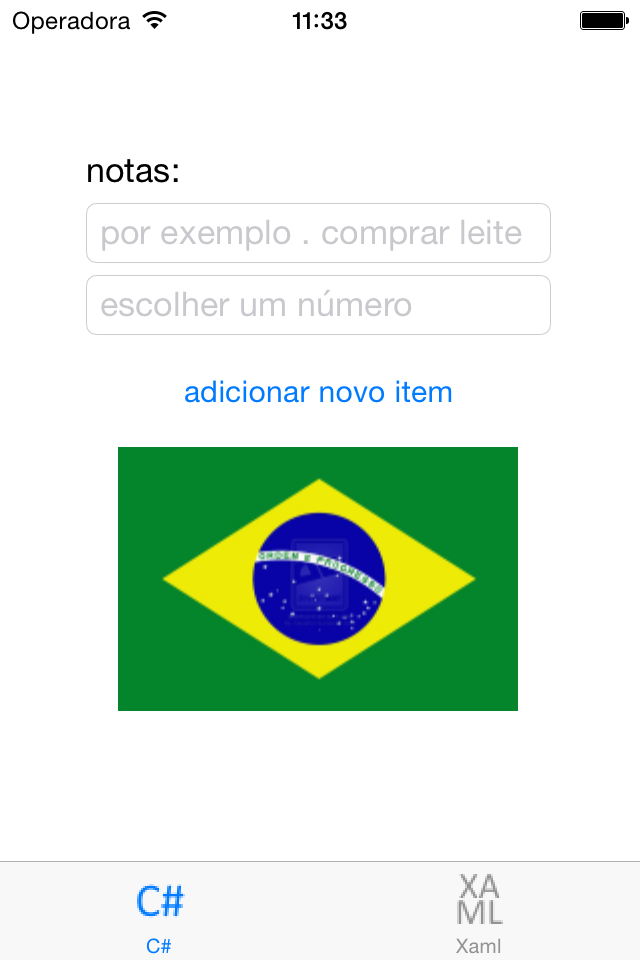 Operadora 11:33
notas:
por exemplo . comprar leite
escolher um número
adicionar novo item
ORDEM E PROGRESSO
C#
XA
ML
C#
Xaml